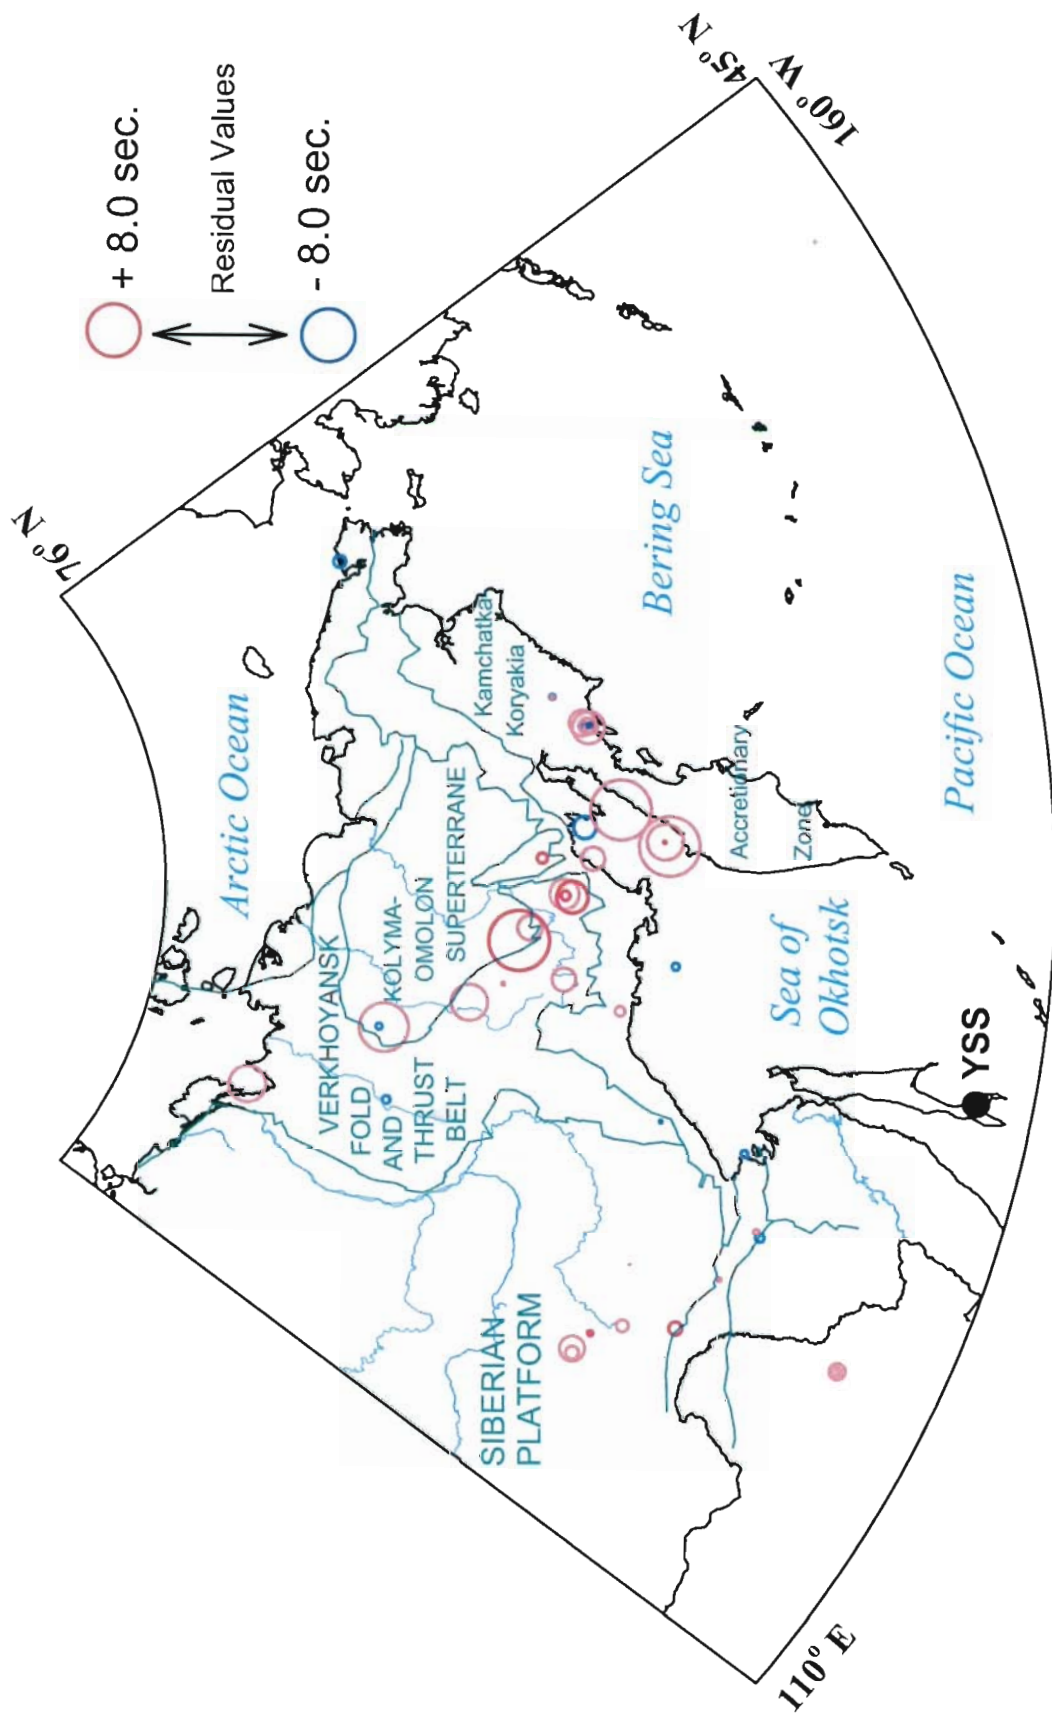 76° N
45° N
160° W
+ 8.0 sec.
Residual Values
- 8.0 sec.
Arctic Ocean
Bering Sea
Pacific Ocean
Kamchatka
Koryakia
Accretionary
Zone
VERKHOYANSK
FOLD
AND
THRUST
BELT
KOLYMA-
OMOLON
SUPERTERRANE
Sea of
Okhotsk
SIBERIAN
PLATFORM
YSS
110° E